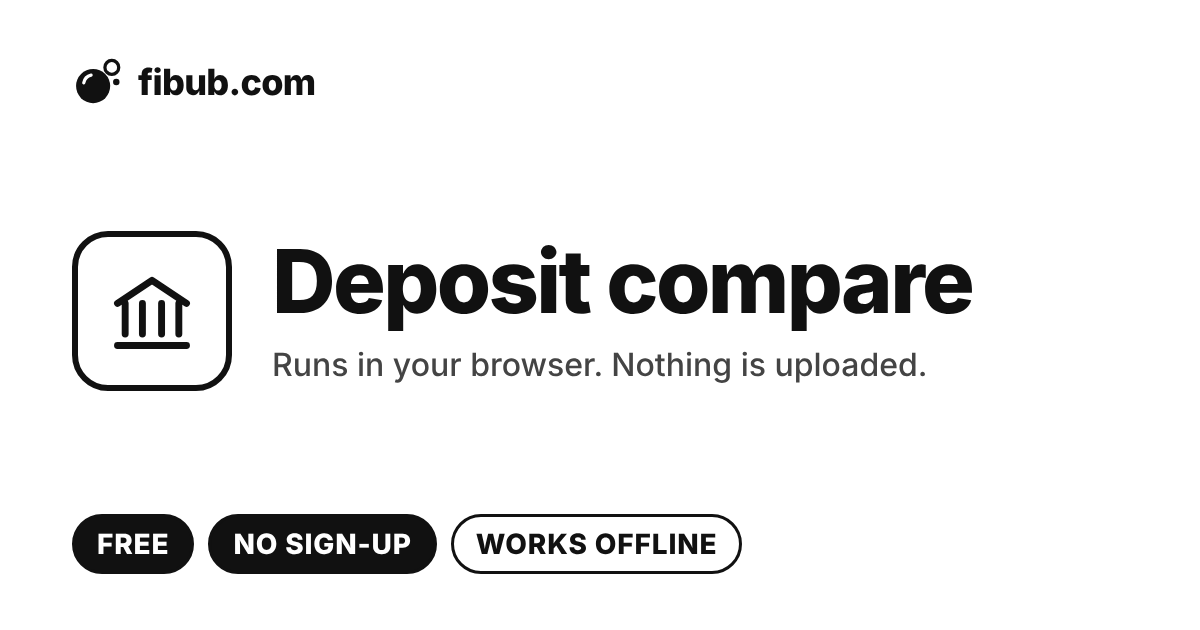 fibub.com
Deposit compare
Runs in your browser. Nothing is uploaded.
FREE
NO SIGN-UP
WORKS OFFLINE